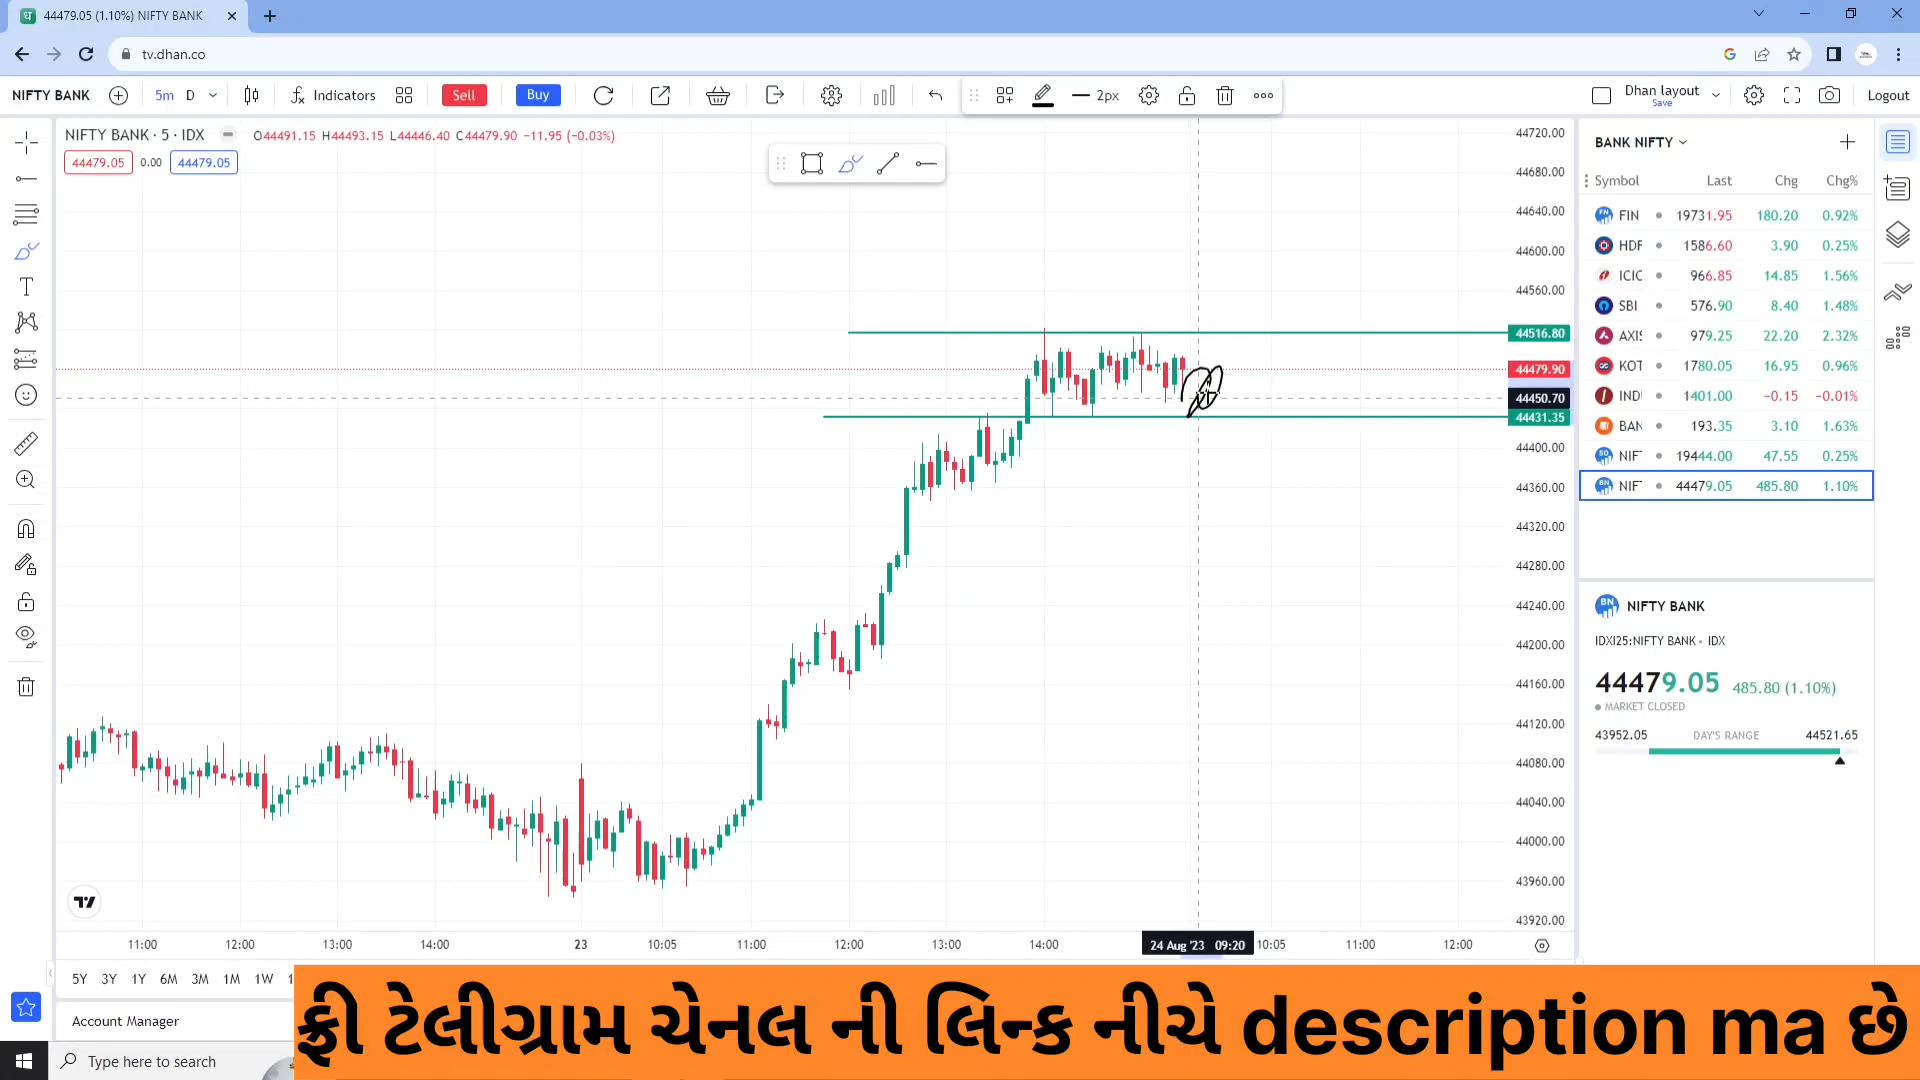 44479.05 (1.10%) NIFTY BANK
tv.dhan.co
NIFTY BANK 5m D Indicators Sell Buy 2px Dhan layout Save Logout
NIFTY BANK · 5 · IDX O44491.15 H44493.15 L44446.40 C44479.90 −11.95 (−0.03%)
44479.05 0.00 44479.05
44720.00
44680.00
44640.00
44600.00
44560.00
44516.80
44479.90
44450.70
44431.35
44400.00
44360.00
44320.00
44280.00
44240.00
44200.00
44160.00
44120.00
44080.00
44040.00
44000.00
43960.00
43920.00
11:00 12:00 13:00 14:00 23 10:05 11:00 12:00 13:00 14:00 24 Aug '23 09:20 10:05 11:00 12:00
BANK NIFTY
Symbol Last Chg Chg%
FIN 19731.95 180.20 0.92%
HDF 1586.60 3.90 0.25%
ICIC 966.85 14.85 1.56%
SBI 576.90 8.40 1.48%
AXIS 979.25 22.20 2.32%
KOT 1780.05 16.95 0.96%
IND 1401.00 −0.15 −0.01%
BAN 193.35 3.10 1.63%
NIF 19444.00 47.55 0.25%
NIF 44479.05 485.80 1.10%
BN NIFTY BANK
IDXI25:NIFTY BANK • IDX
44479.05 485.80 (1.10%)
MARKET CLOSED
43952.05 DAY'S RANGE 44521.65
5Y 3Y 1Y 6M 3M 1M 1W
Account Manager
Type here to search
ફ્રી ટેલીગ્રામ ચેનલ ની લિન્ક નીચે description ma છે